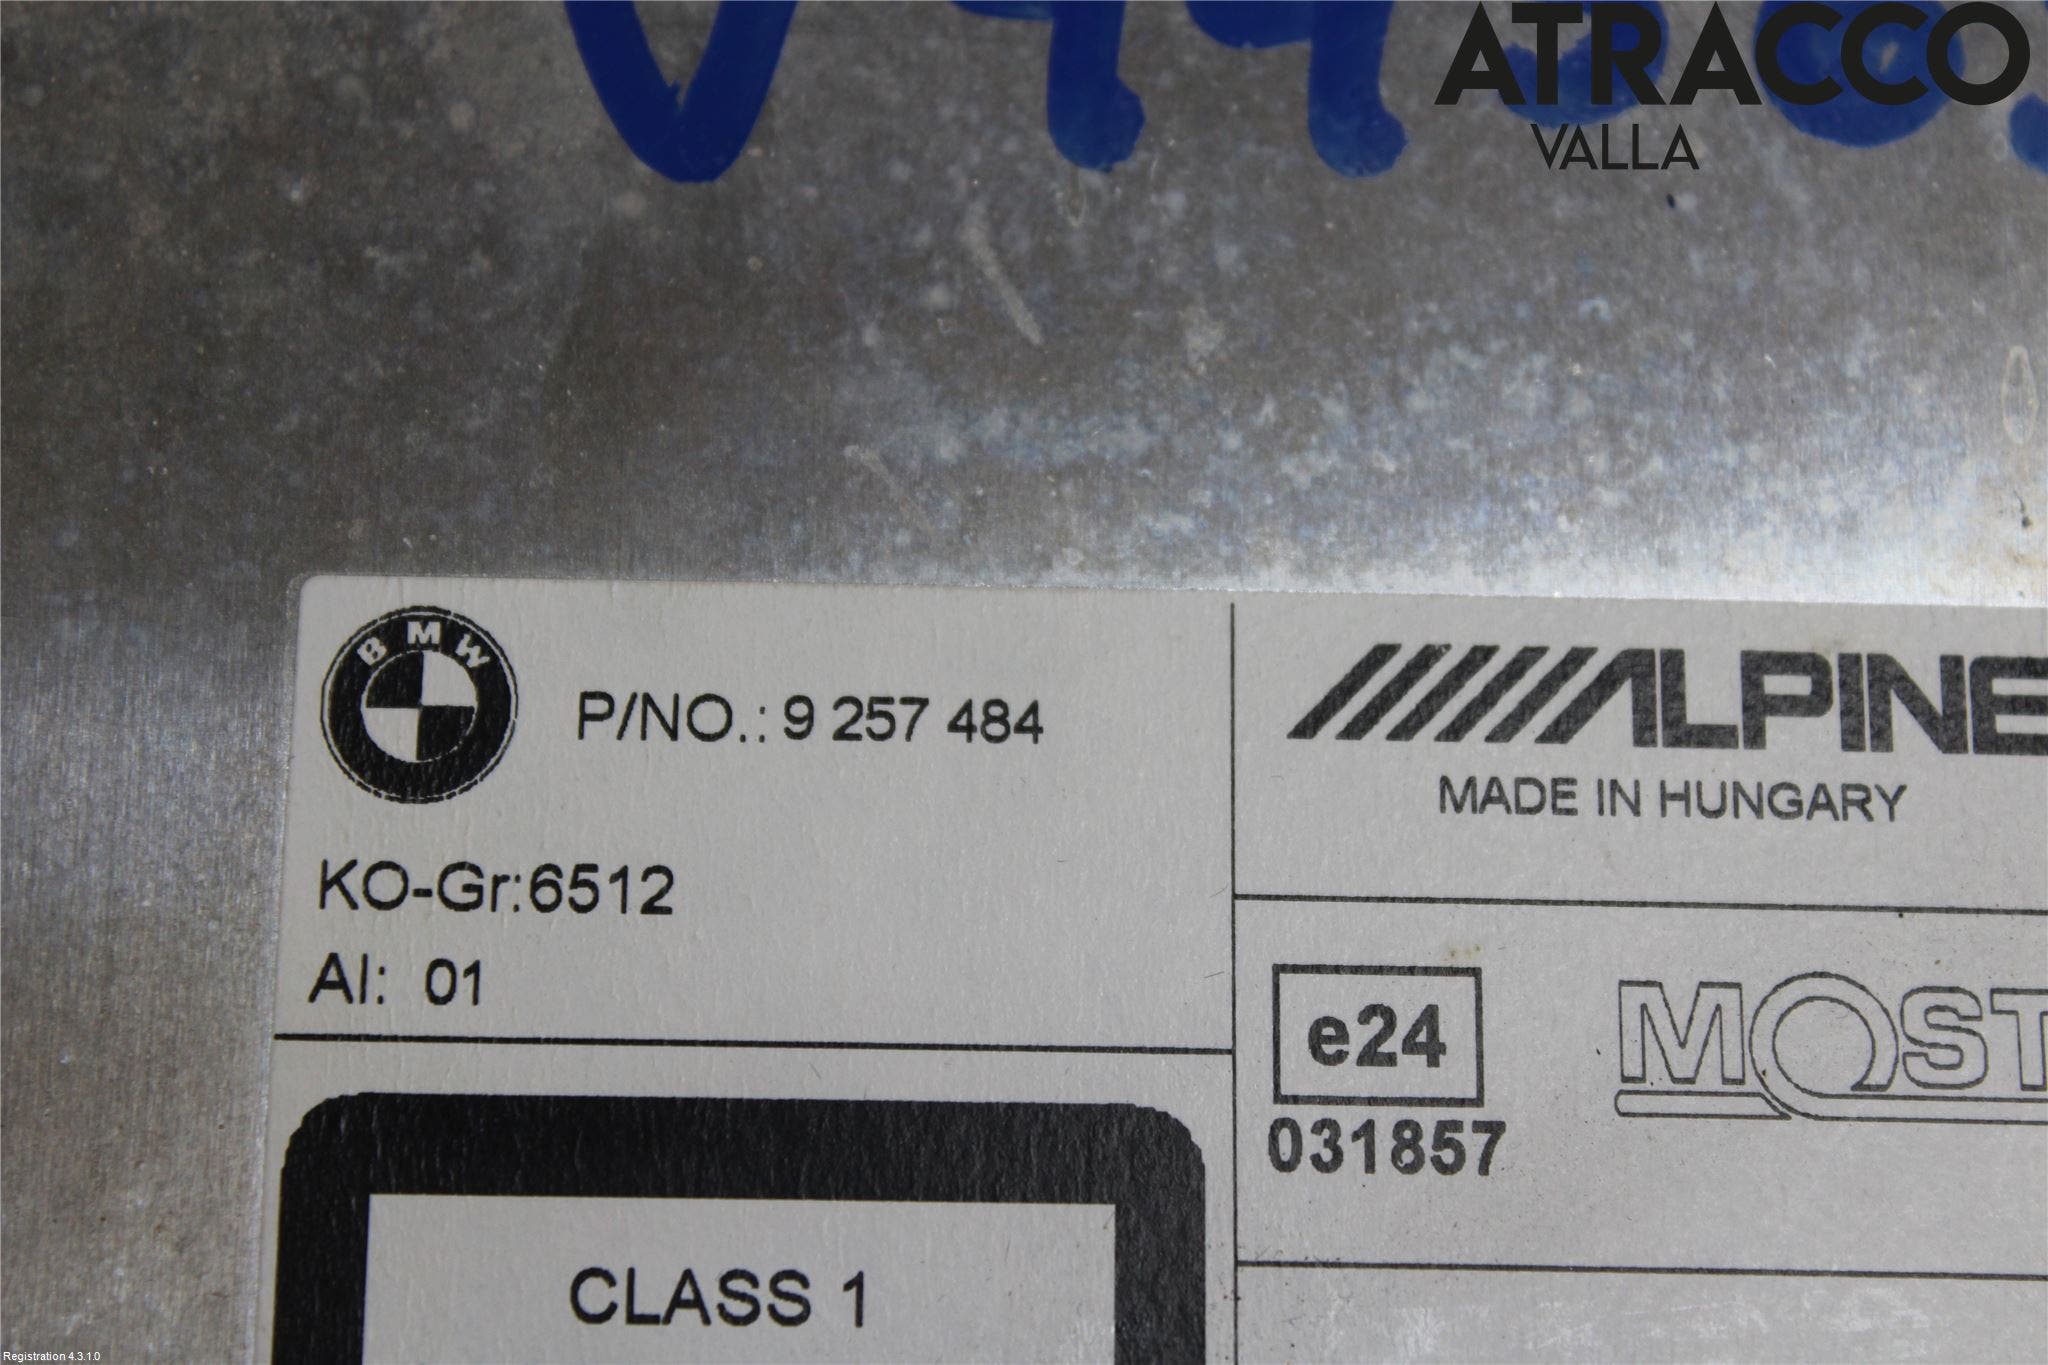 ATRACCO
VALLA
BMW
P/NO.: 9 257 484
KO-Gr:6512
AI: 01
ALPINE
MADE IN HUNGARY
e24
031857
MOST
CLASS 1
Registration 4.3.1.0